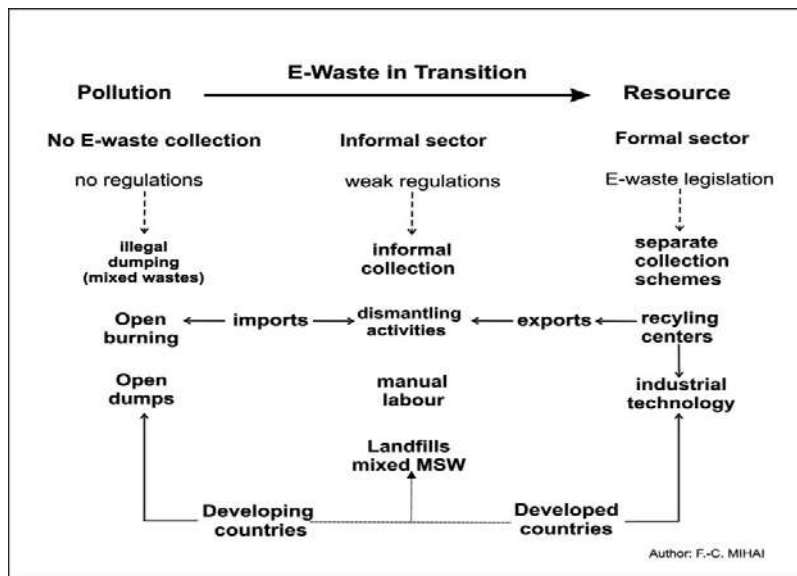 E-Waste in Transition
Pollution
Resource
No E-waste collection
Informal sector
Formal sector
no regulations
weak regulations
E-waste legislation
illegal
dumping
(mixed wastes)
informal
collection
separate
collection
schemes
Open
burning
imports
dismantling
activities
exports
recyling
centers
Open
dumps
manual
labour
industrial
technology
Landfills
mixed MSW
Developing
countries
Developed
countries
Author: F.-C. MIHAI